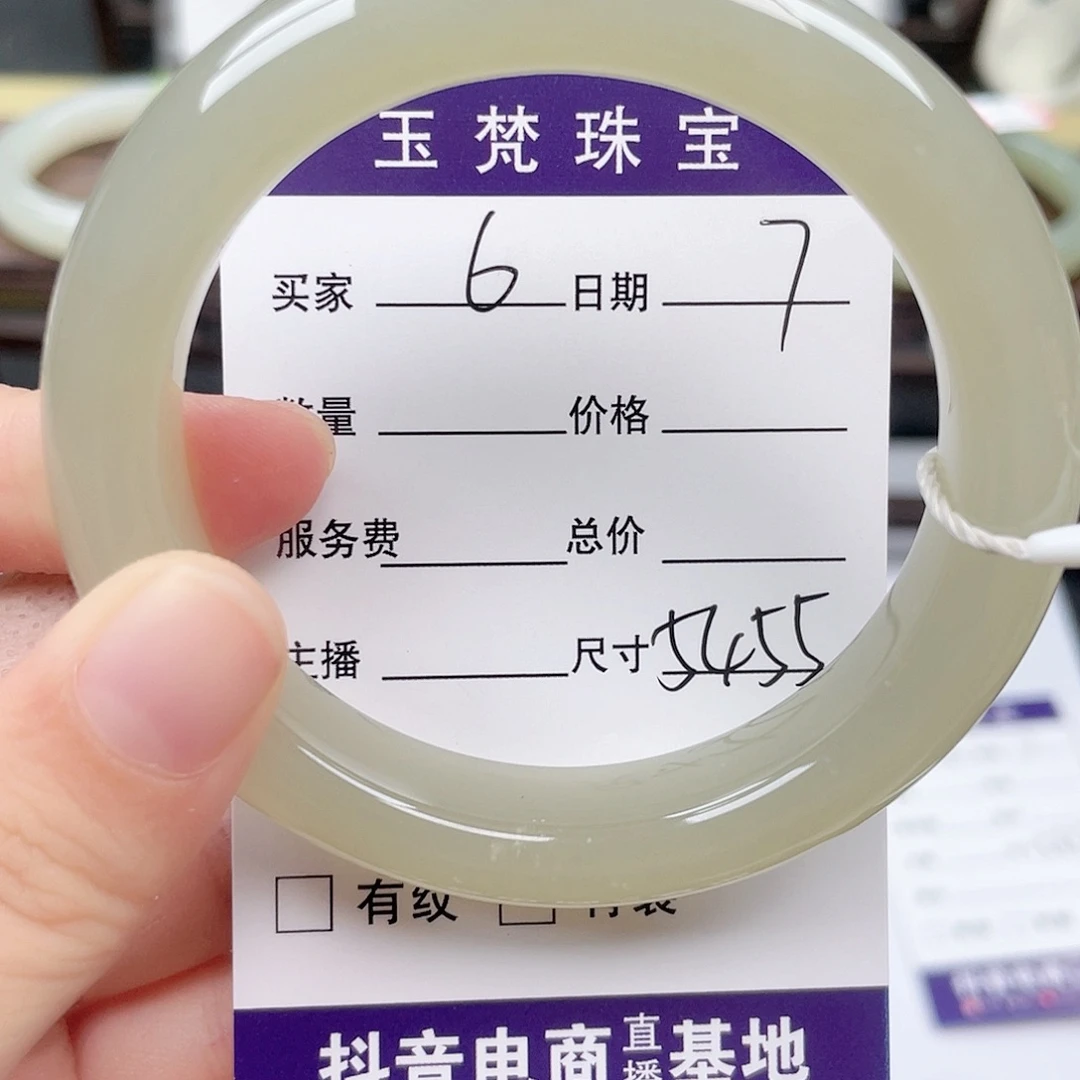 玉梵珠宝
买家 6 日期 7
数量 价格
服务费 总价
主播 尺寸 5455
有纹
抖音电商直播基地